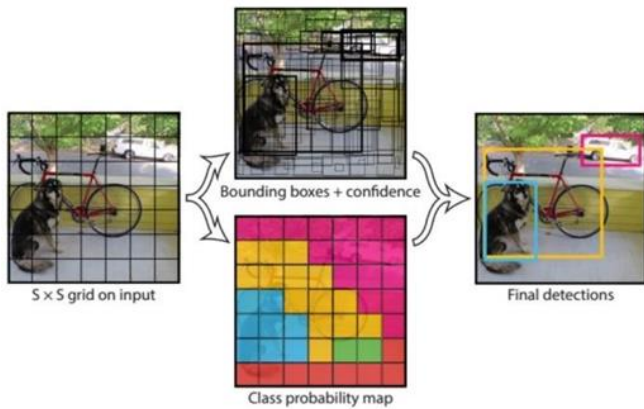 Bounding boxes + confidence
S × S grid on input
Final detections
Class probability map